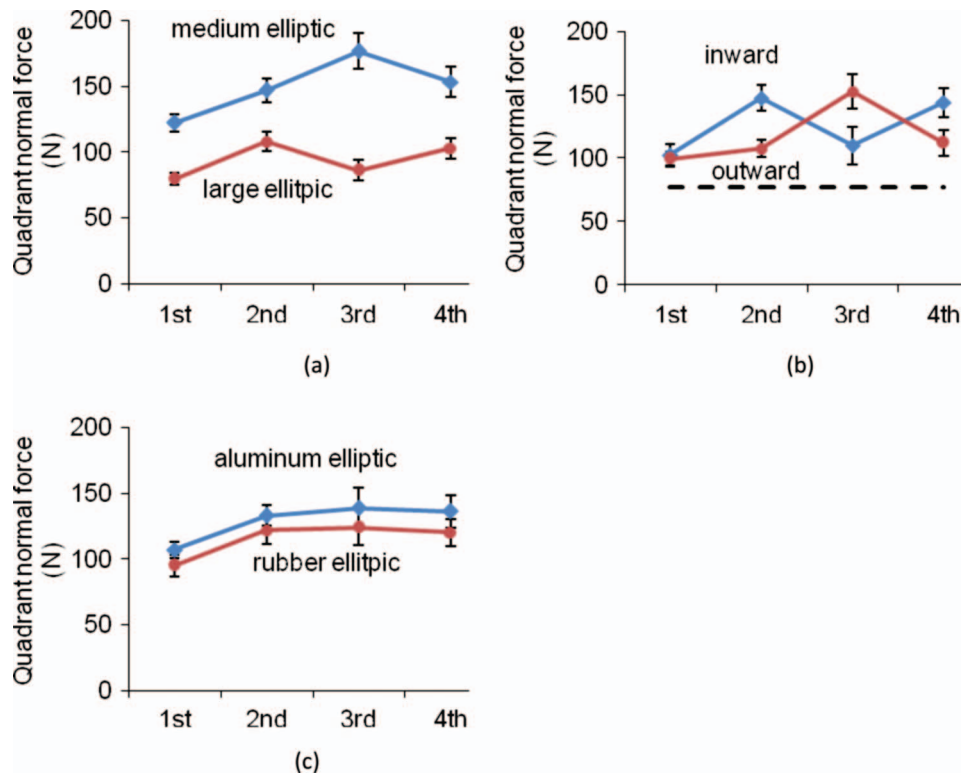 200
150
100
50
0
Quadrant normal force
(N)
medium elliptic
large ellitpic
1st 2nd 3rd 4th
(a)
200
150
100
50
0
Quadrant normal force
(N)
inward
outward
1st 2nd 3rd 4th
(b)
200
150
100
50
0
Quadrant normal force
(N)
aluminum elliptic
rubber ellitpic
1st 2nd 3rd 4th
(c)